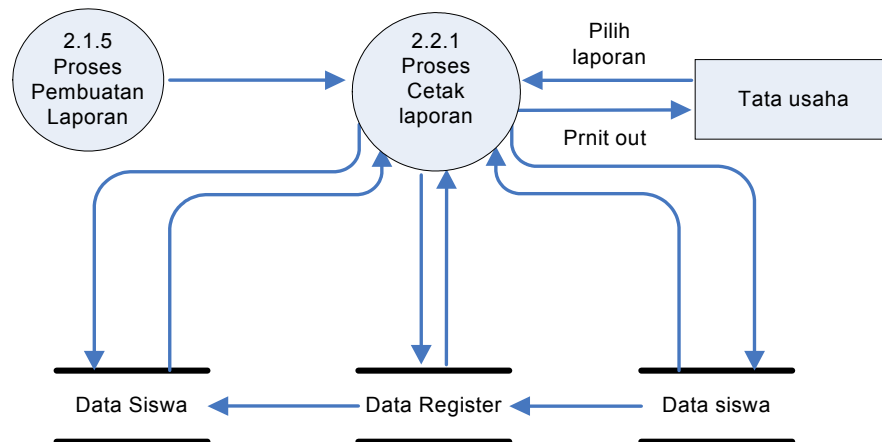 2.1.5
Proses
Pembuatan
Laporan
2.2.1
Proses
Cetak
laporan
Pilih
laporan
Tata usaha
Prnit out
Data Siswa
Data Register
Data siswa